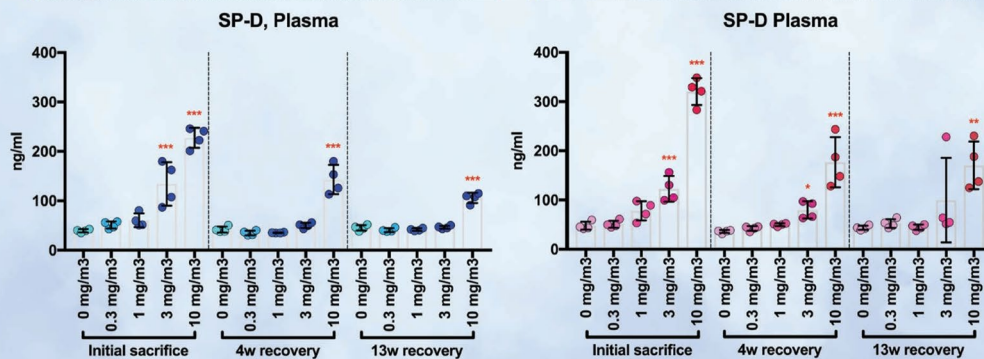 SP-D, Plasma
ng/ml
400
300
200
100
0
***
***
***
***
0 mg/m3
0.3 mg/m3
1 mg/m3
3 mg/m3
10 mg/m3
0 mg/m3
0.3 mg/m3
1 mg/m3
3 mg/m3
10 mg/m3
0 mg/m3
0.3 mg/m3
1 mg/m3
3 mg/m3
10 mg/m3
Initial sacrifice
4w recovery
13w recovery
SP-D Plasma
ng/ml
400
300
200
100
0
***
***
*
***
**
0 mg/m3
0.3 mg/m3
1 mg/m3
3 mg/m3
10 mg/m3
0 mg/m3
0.3 mg/m3
1 mg/m3
3 mg/m3
10 mg/m3
0 mg/m3
0.3 mg/m3
1 mg/m3
3 mg/m3
10 mg/m3
Initial sacrifice
4w recovery
13w recovery